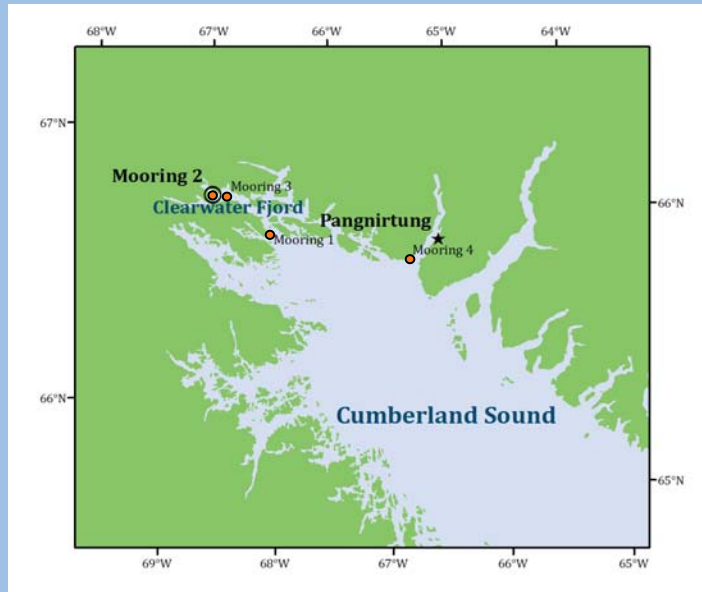 68°W 67°W 66°W 65°W 64°W
67°N
Mooring 2
Mooring 3
66°N
Clearwater Fjord
Pangnirtung
Mooring 1
Mooring 4
66°N
Cumberland Sound
65°N
69°W 68°W 67°W 66°W 65°W